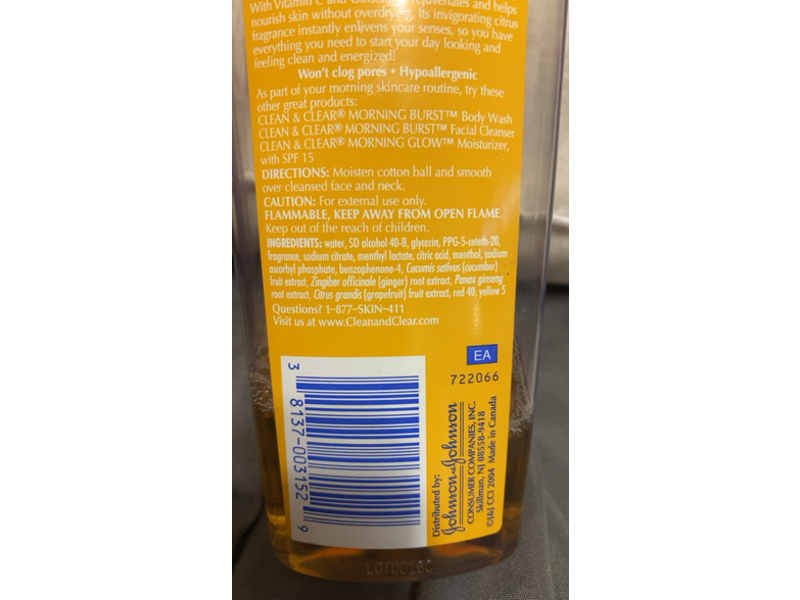 With Vitamin C and Ginseng, rejuvenates and helps
nourish skin without overdrying. Its invigorating citrus
fragrance instantly enlivens your senses, so you have
everything you need to start your day looking and
feeling clean and energized!
Won't clog pores • Hypoallergenic
As part of your morning skincare routine, try these
other great products:
CLEAN & CLEAR® MORNING BURST™ Body Wash
CLEAN & CLEAR® MORNING BURST™ Facial Cleanser
CLEAN & CLEAR® MORNING GLOW™ Moisturizer,
with SPF 15
DIRECTIONS: Moisten cotton ball and smooth
over cleansed face and neck.
CAUTION: For external use only.
FLAMMABLE, KEEP AWAY FROM OPEN FLAME.
Keep out of the reach of children.
INGREDIENTS: water, SD alcohol 40-B, glycerin, PPG-5-ceteth-20,
fragrance, sodium citrate, menthyl lactate, citric acid, menthol, sodium
ascorbyl phosphate, benzophenone-4, Cucumis sativus (cucumber)
fruit extract, Zingiber officinale (ginger) root extract, Panax ginseng
root extract, Citrus grandis (grapefruit) fruit extract, red 40, yellow 5
Questions? 1-877-SKIN-411
Visit us at www.CleanandClear.com
EA
722066
3 8137-003152 9
Distributed by:
Johnson & Johnson
CONSUMER COMPANIES, INC.
Skillman, NJ 08558-9418
©J&J CCI 2004 Made in Canada